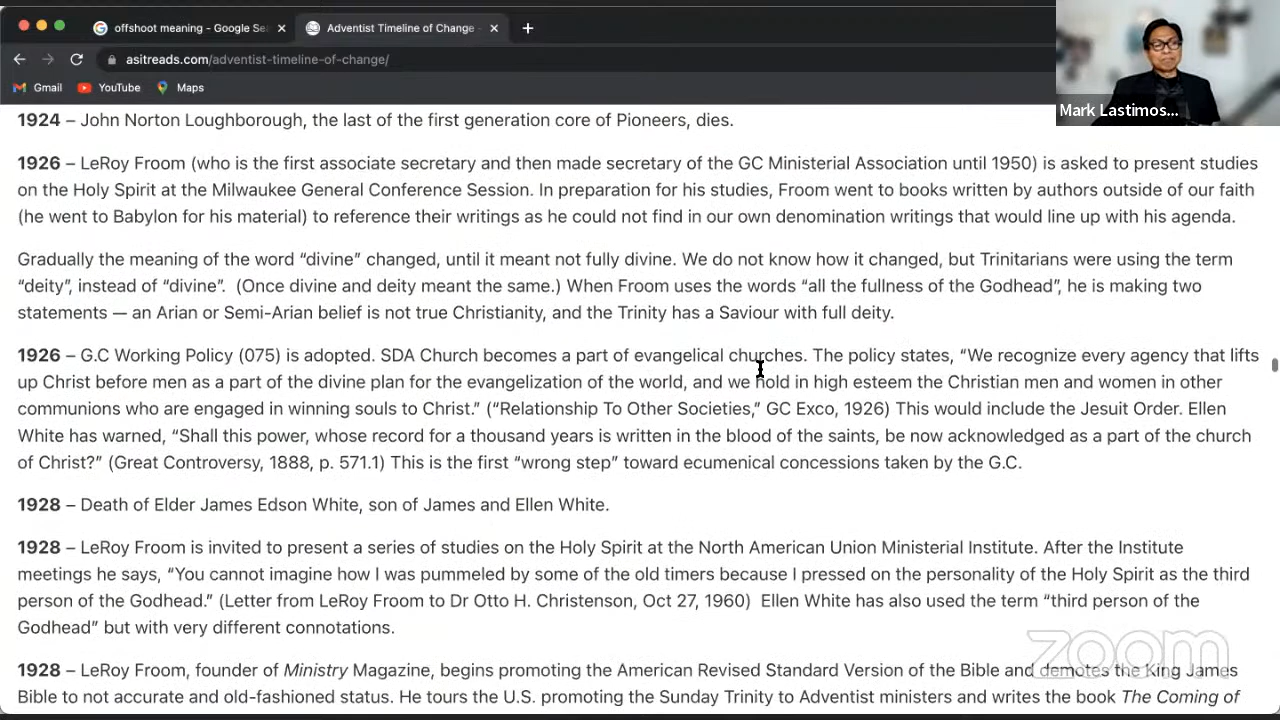 offshoot meaning - Google Se
Adventist Timeline of Change -
asitreads.com/adventist-timeline-of-change/
Gmail YouTube Maps
Mark Lastimos...
1924 – John Norton Loughborough, the last of the first generation core of Pioneers, dies.
1926 – LeRoy Froom (who is the first associate secretary and then made secretary of the GC Ministerial Association until 1950) is asked to present studies
on the Holy Spirit at the Milwaukee General Conference Session. In preparation for his studies, Froom went to books written by authors outside of our faith
(he went to Babylon for his material) to reference their writings as he could not find in our own denomination writings that would line up with his agenda.
Gradually the meaning of the word “divine” changed, until it meant not fully divine. We do not know how it changed, but Trinitarians were using the term
“deity”, instead of “divine”.  (Once divine and deity meant the same.) When Froom uses the words “all the fullness of the Godhead”, he is making two
statements — an Arian or Semi-Arian belief is not true Christianity, and the Trinity has a Saviour with full deity.
1926 – G.C Working Policy (075) is adopted. SDA Church becomes a part of evangelical churches. The policy states, “We recognize every agency that lifts
up Christ before men as a part of the divine plan for the evangelization of the world, and we hold in high esteem the Christian men and women in other
communions who are engaged in winning souls to Christ.” (“Relationship To Other Societies,” GC Exco, 1926) This would include the Jesuit Order. Ellen
White has warned, “Shall this power, whose record for a thousand years is written in the blood of the saints, be now acknowledged as a part of the church
of Christ?” (Great Controversy, 1888, p. 571.1) This is the first “wrong step” toward ecumenical concessions taken by the G.C.
1928 – Death of Elder James Edson White, son of James and Ellen White.
1928 – LeRoy Froom is invited to present a series of studies on the Holy Spirit at the North American Union Ministerial Institute. After the Institute
meetings he says, “You cannot imagine how I was pummeled by some of the old timers because I pressed on the personality of the Holy Spirit as the third
person of the Godhead.” (Letter from LeRoy Froom to Dr Otto H. Christenson, Oct 27, 1960)  Ellen White has also used the term “third person of the
Godhead” but with very different connotations.
zoom
1928 – LeRoy Froom, founder of Ministry Magazine, begins promoting the American Revised Standard Version of the Bible and demotes the King James
Bible to not accurate and old-fashioned status. He tours the U.S. promoting the Sunday Trinity to Adventist ministers and writes the book The Coming of